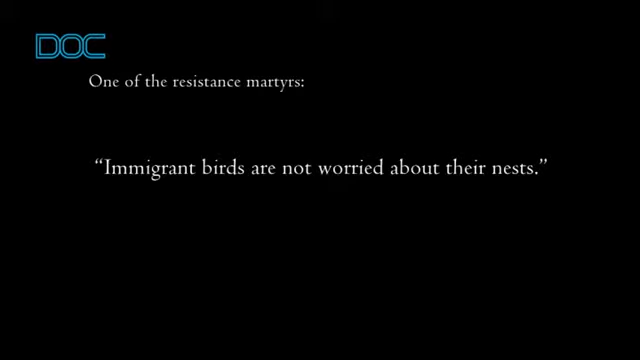 DOC
One of the resistance martyrs:
“Immigrant birds are not worried about their nests.”